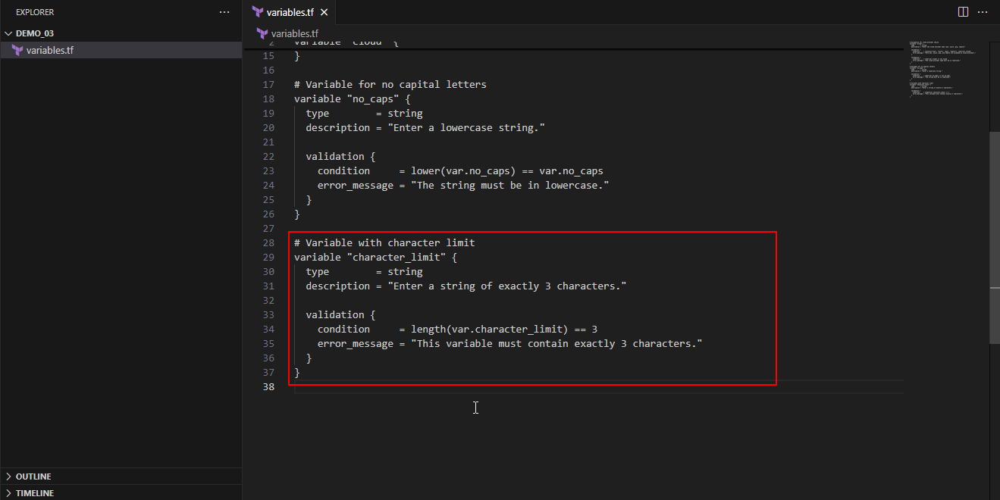 EXPLORER
DEMO_03
variables.tf
OUTLINE
TIMELINE
variables.tf
variables.tf
2 variable "cloud" {
15 }
16
17 # Variable for no capital letters
18 variable "no_caps" {
19 type = string
20 description = "Enter a lowercase string."
21
22 validation {
23 condition = lower(var.no_caps) == var.no_caps
24 error_message = "The string must be in lowercase."
25 }
26 }
27
28 # Variable with character limit
29 variable "character_limit" {
30 type = string
31 description = "Enter a string of exactly 3 characters."
32
33 validation {
34 condition = length(var.character_limit) == 3
35 error_message = "This variable must contain exactly 3 characters."
36 }
37 }
38